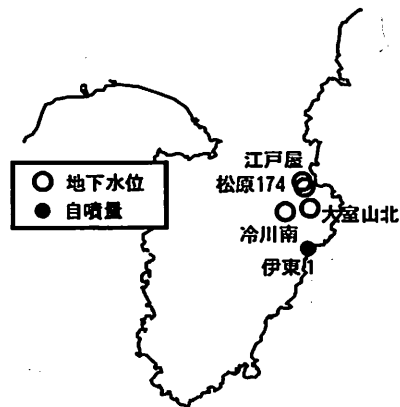 江戸屋
松原174
地下水位
自噴量
大室山北
冷川南
伊東1